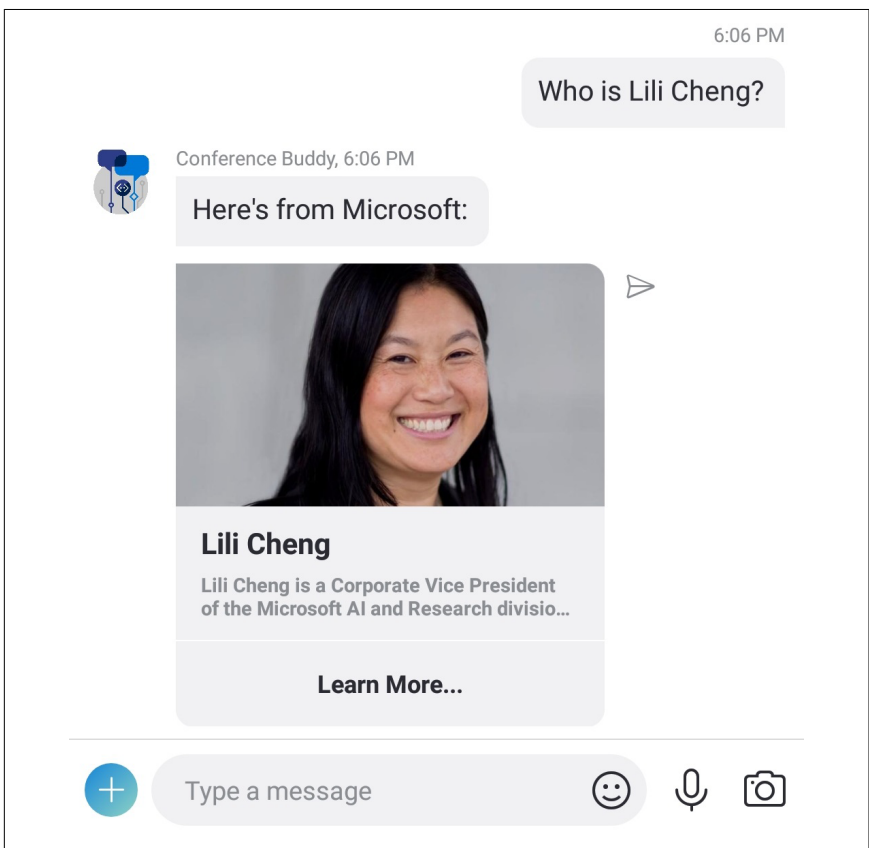 6:06 PM
Who is Lili Cheng?
Conference Buddy, 6:06 PM
Here's from Microsoft:
Lili Cheng
Lili Cheng is a Corporate Vice President
of the Microsoft AI and Research divisio...
Learn More...
Type a message